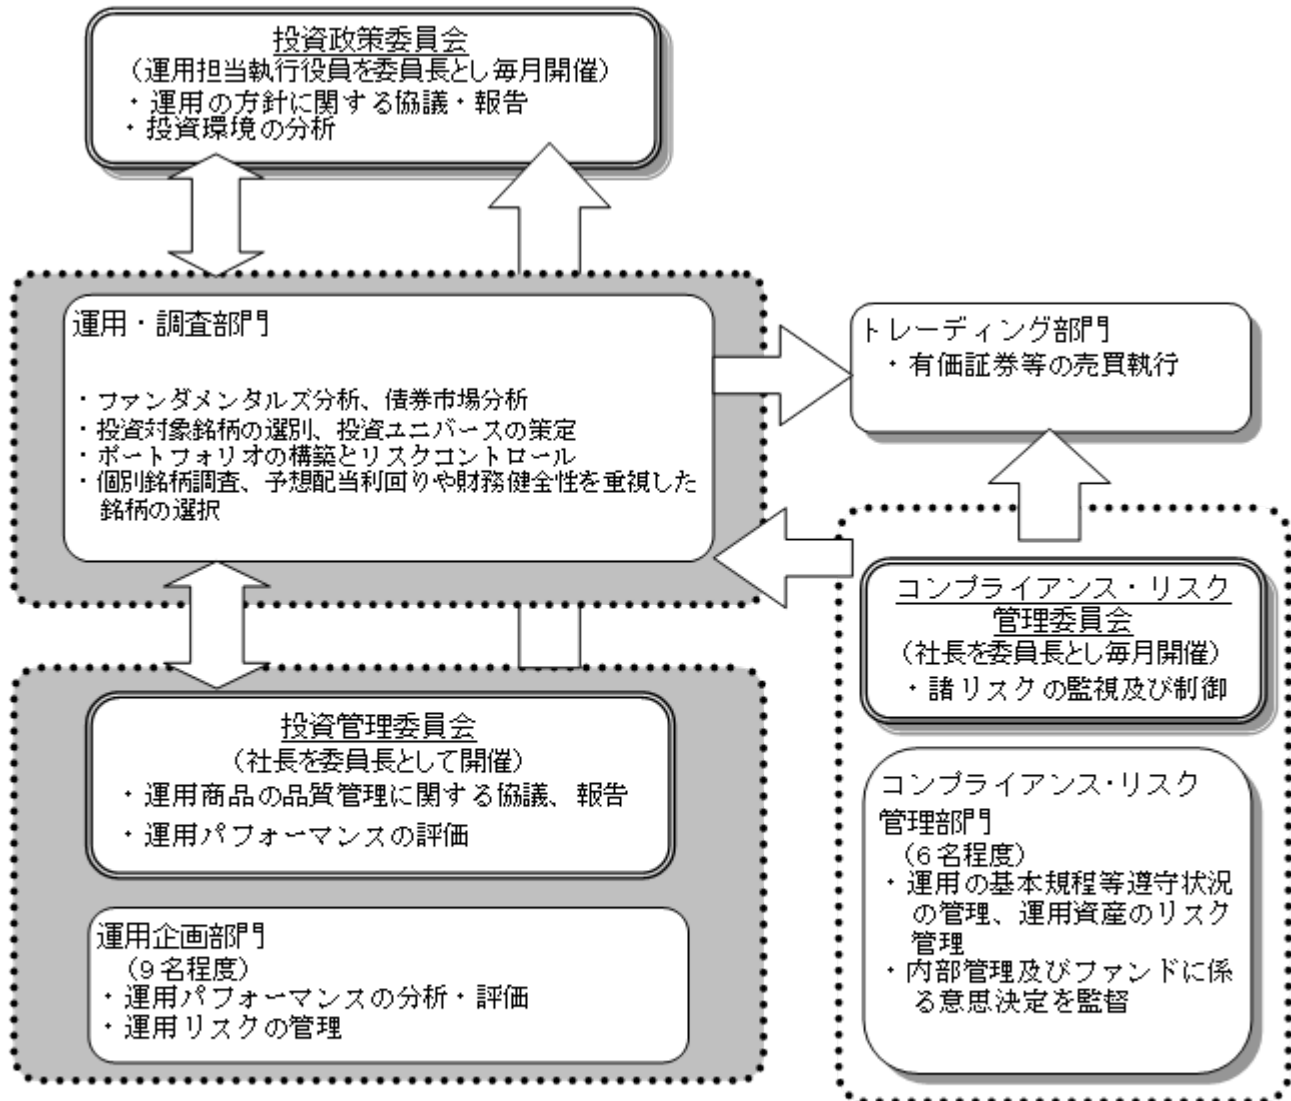 投資政策委員会
（運用担当執行役員を委員長とし毎月開催）
・運用の方針に関する協議・報告
・投資環境の分析
運用・調査部門
・ファンダメンタルズ分析、債券市場分析
・投資対象銘柄の選別、投資ユニバースの策定
・ポートフォリオの構築とリスクコントロール
・個別銘柄調査、予想配当利回りや財務健全性を重視した
銘柄の選択
トレーディング部門
・有価証券等の売買執行
コンプライアンス・リスク
管理委員会
（社長を委員長とし毎月開催）
・諸リスクの監視及び制御
投資管理委員会
（社長を委員長として開催）
・運用商品の品質管理に関する協議、報告
・運用パフォーマンスの評価
運用企画部門
（9名程度）
・運用パフォーマンスの分析・評価
・運用リスクの管理
コンプライアンス・リスク
管理部門
（6名程度）
・運用の基本規程等遵守状況
の管理、運用資産のリスク
管理
・内部管理及びファンドに係
る意思決定を監督